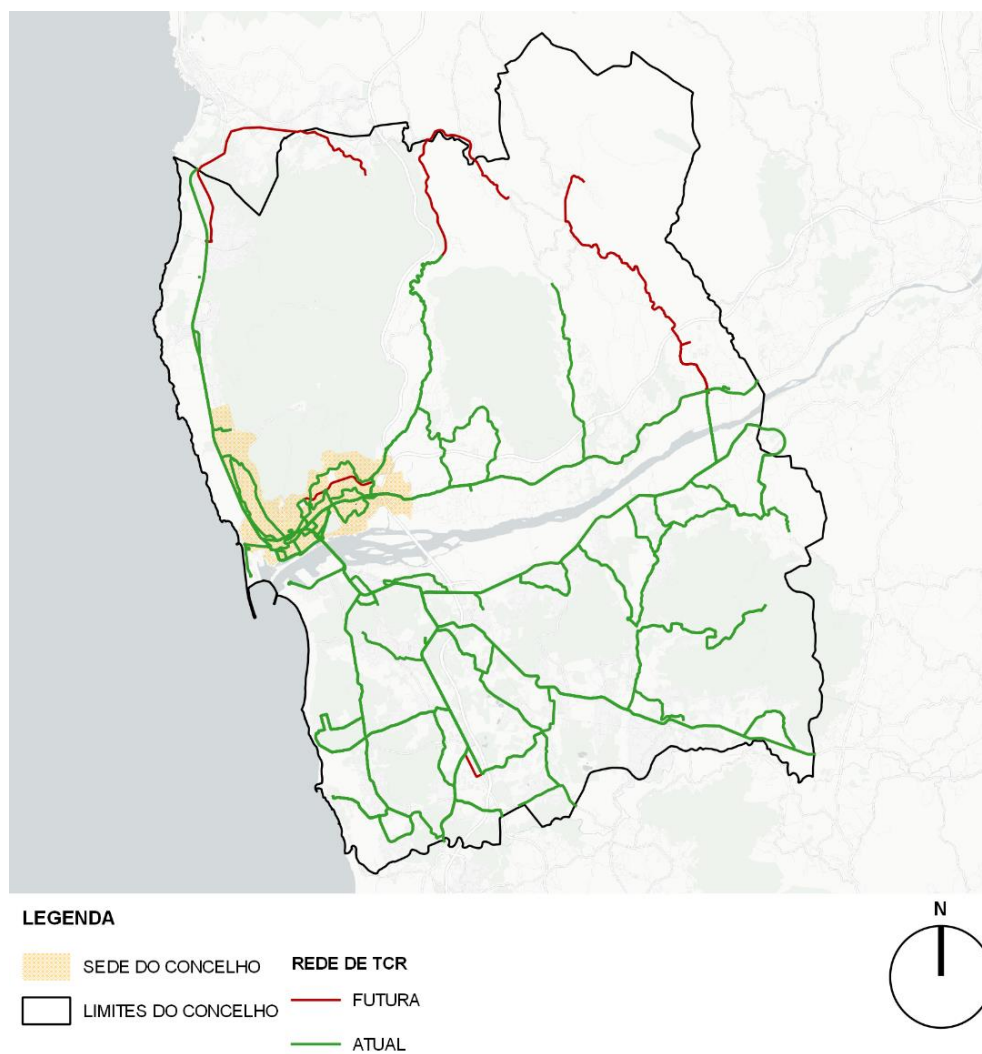 LEGENDA
SEDE DO CONCELHO
LIMITES DO CONCELHO
REDE DE TCR
FUTURA
ATUAL
N